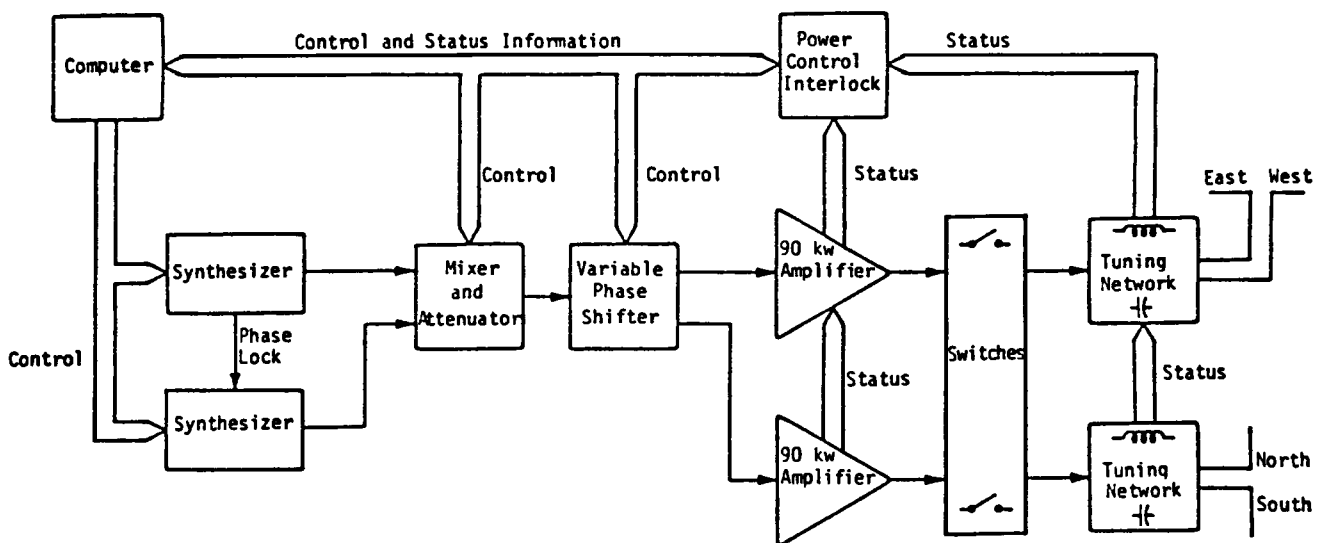 Control and Status Information
Computer
Power
Control
Interlock
Status
Control
Control
Status
East West
Synthesizer
Mixer
and
Attenuator
Variable
Phase
Shifter
90 kw
Amplifier
Tuning
Network
Phase
Lock
Control
Switches
Status
Status
Synthesizer
90 kw
Amplifier
Tuning
Network
North
South